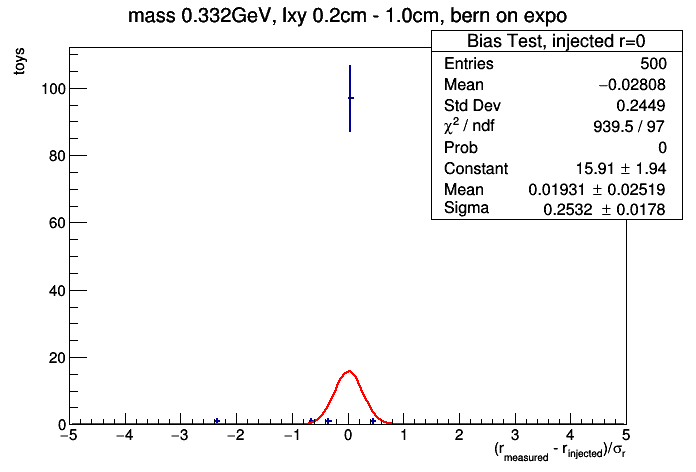 mass 0.332GeV, lxy 0.2cm - 1.0cm, bern on expo
toys
Bias Test, injected r=0
Entries 500
Mean −0.02808
Std Dev 0.2449
χ² / ndf 939.5 / 97
Prob 0
Constant 15.91 ± 1.94
Mean 0.01931 ± 0.02519
Sigma 0.2532 ± 0.0178
100
80
60
40
20
0
−5 −4 −3 −2 −1 0 1 2 3 4 5
(r_measured - r_injected)/σ_r